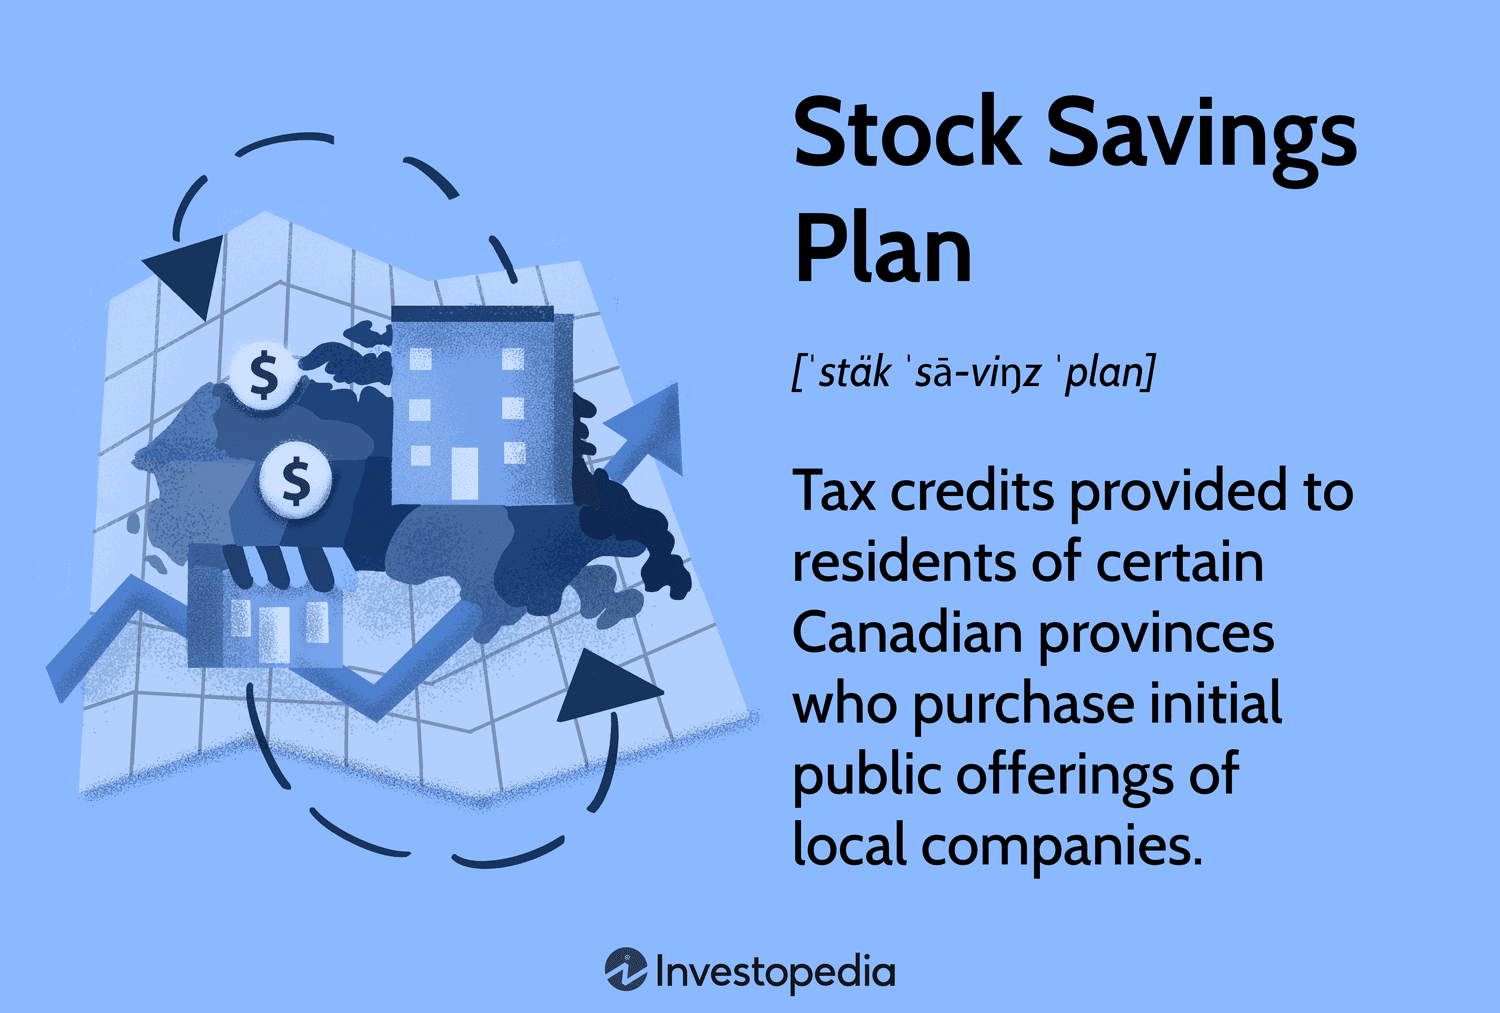 Stock Savings
Plan
[ˈstäk ˈsā-viŋz ˈplan]
$
$
Tax credits provided to
residents of certain
Canadian provinces
who purchase initial
public offerings of
local companies.
Investopedia